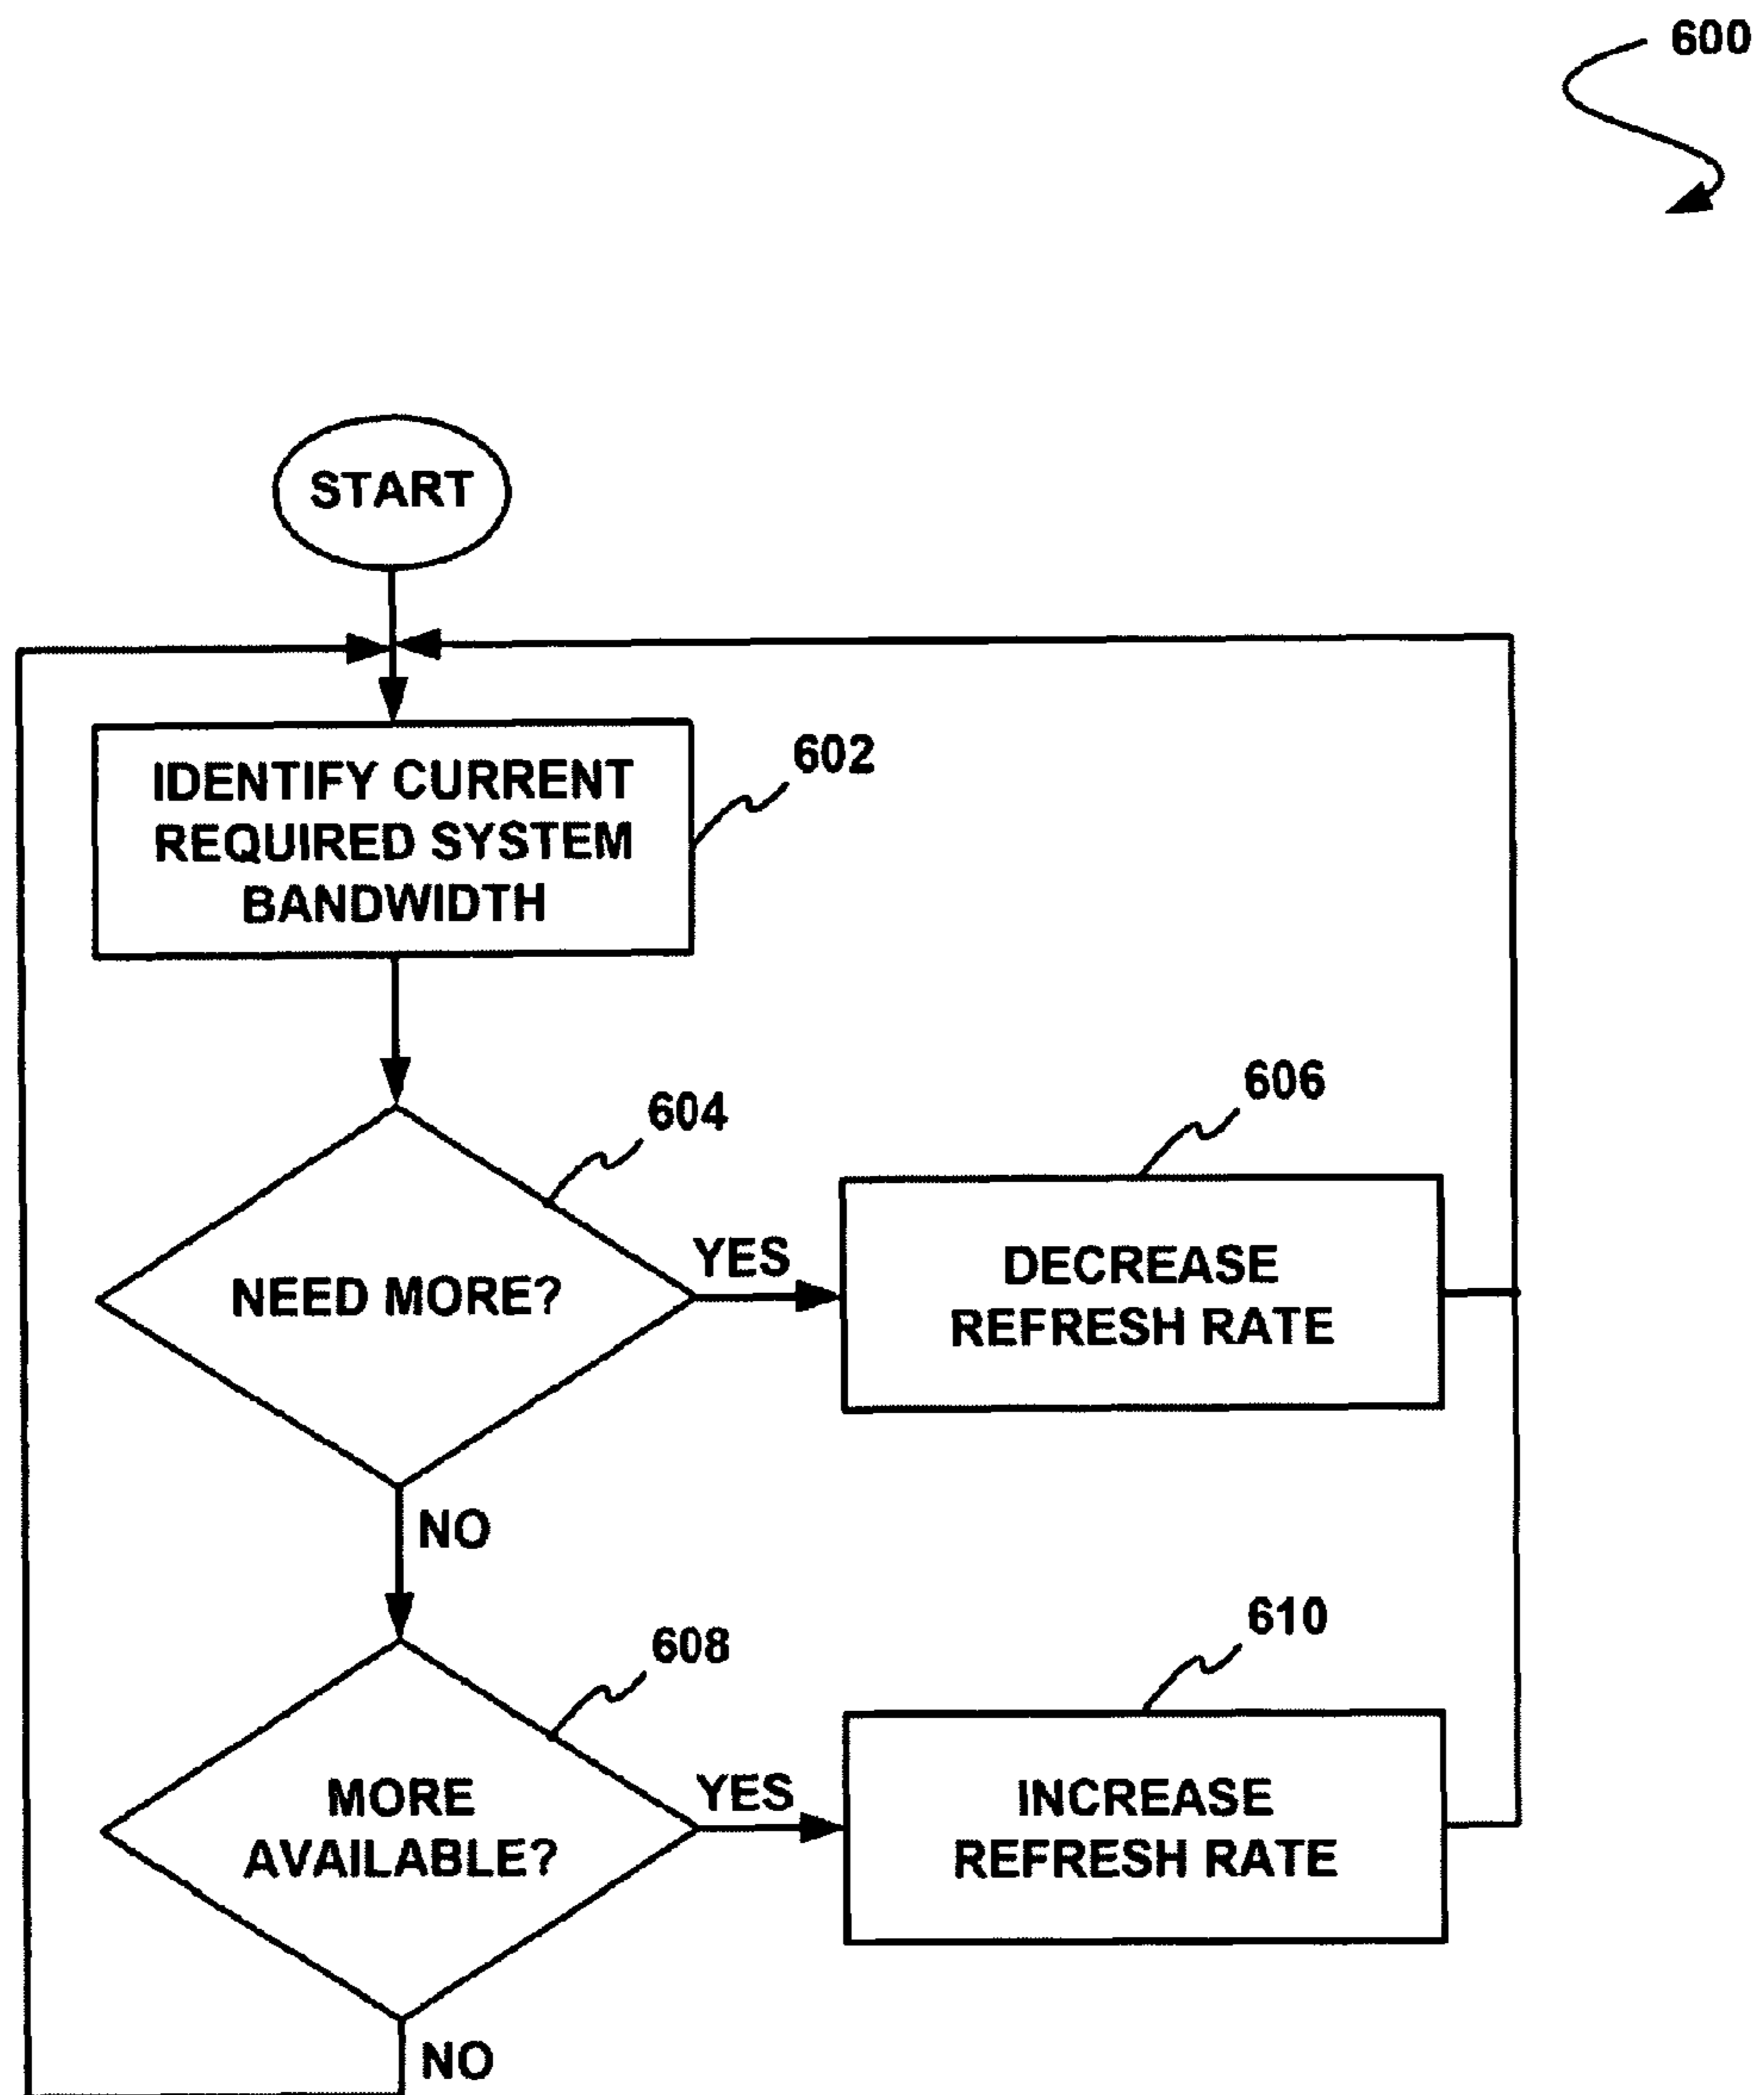 600
START
IDENTIFY CURRENT
REQUIRED SYSTEM
BANDWIDTH
602
604
NEED MORE?
YES
606
DECREASE
REFRESH RATE
NO
608
MORE
AVAILABLE?
YES
610
INCREASE
REFRESH RATE
NO